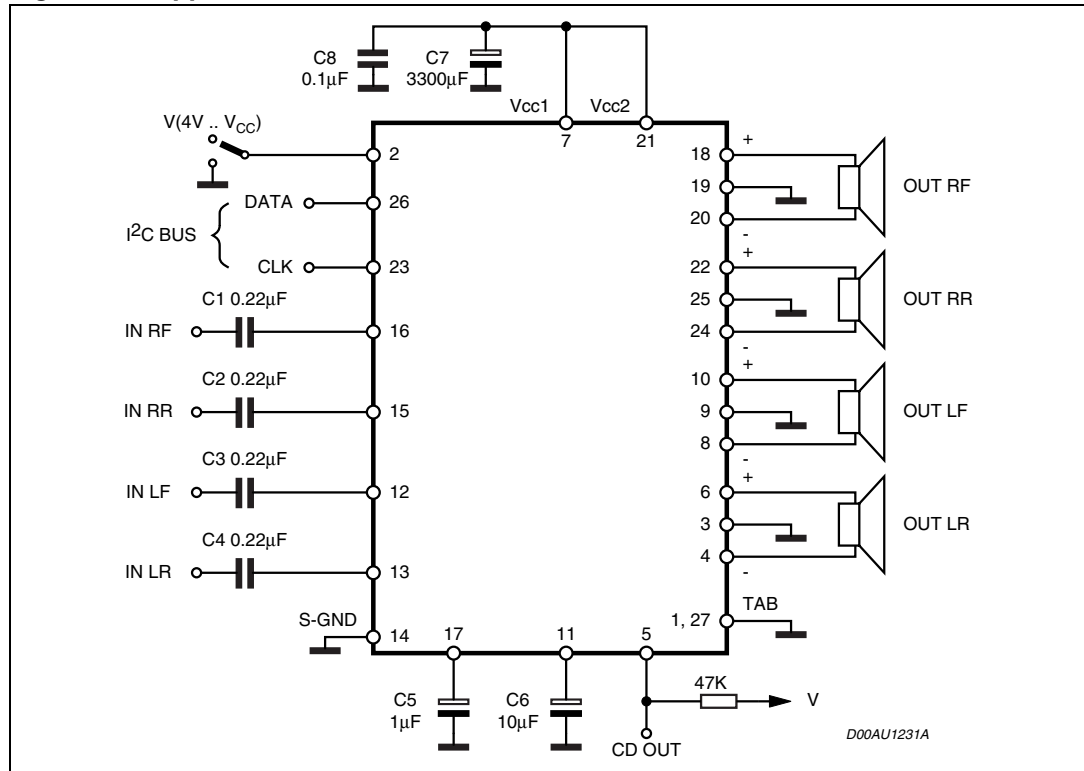 C8
0.1µF
C7
3300µF
Vcc1
Vcc2
7
21
V(4V .. VCC)
2
I2C BUS
DATA
26
CLK
23
C1 0.22µF
IN RF
16
C2 0.22µF
IN RR
15
C3 0.22µF
IN LF
12
C4 0.22µF
IN LR
13
S-GND
14
18
+
19
20
-
OUT RF
22
+
25
24
-
OUT RR
10
+
9
8
-
OUT LF
6
+
3
4
-
OUT LR
1, 27
TAB
17
11
5
C5
1µF
C6
10µF
47K
V
CD OUT
D00AU1231A